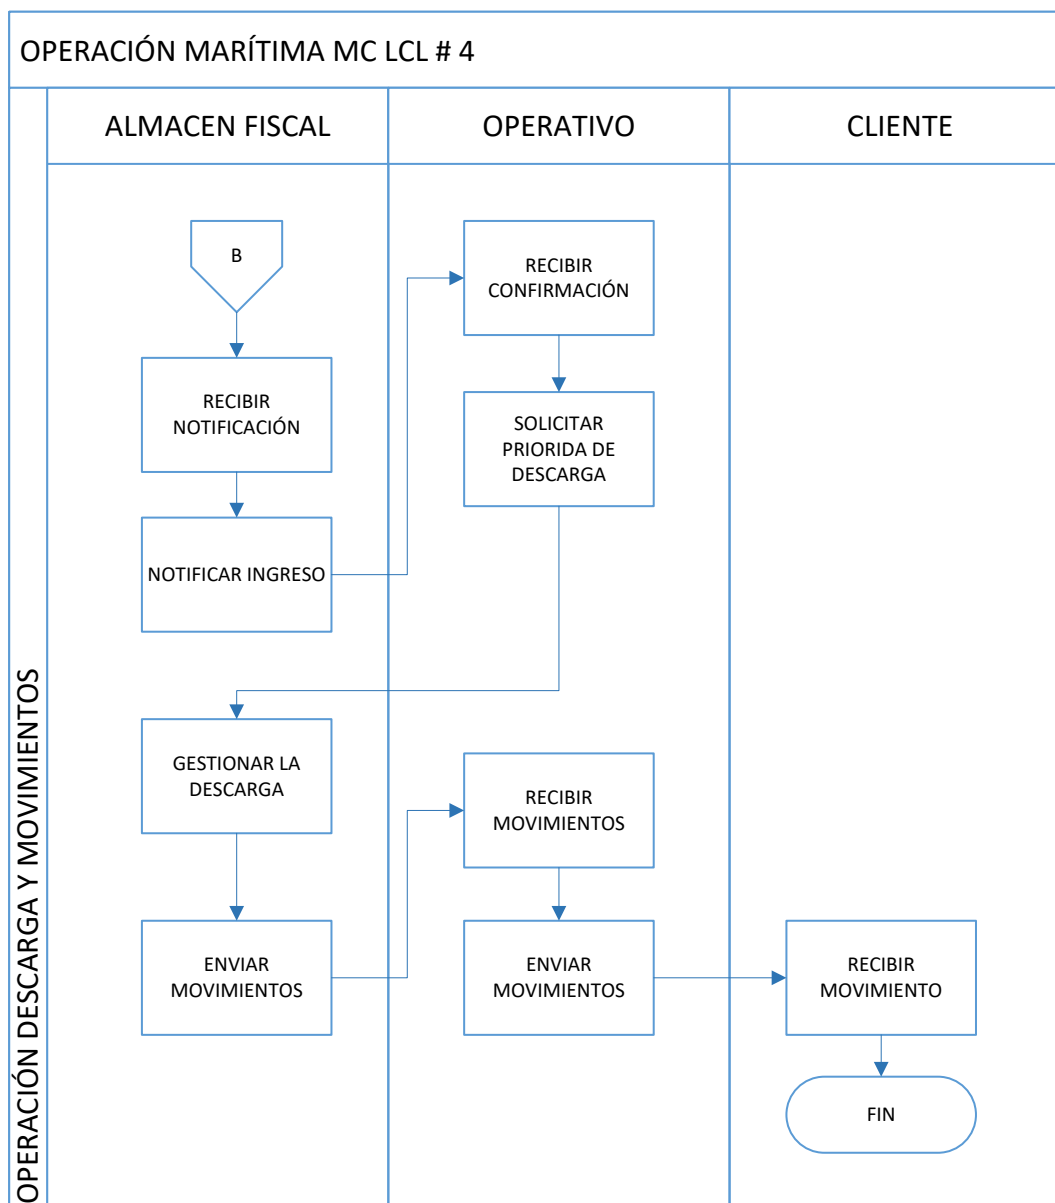 OPERACIÓN MARÍTIMA MC LCL # 4
OPERACIÓN DESCARGA Y MOVIMIENTOS
ALMACEN FISCAL
OPERATIVO
CLIENTE
B
RECIBIR
NOTIFICACIÓN
NOTIFICAR INGRESO
RECIBIR
CONFIRMACIÓN
SOLICITAR
PRIORIDA DE
DESCARGA
GESTIONAR LA
DESCARGA
ENVIAR
MOVIMIENTOS
RECIBIR
MOVIMIENTOS
ENVIAR
MOVIMIENTOS
RECIBIR
MOVIMIENTO
FIN